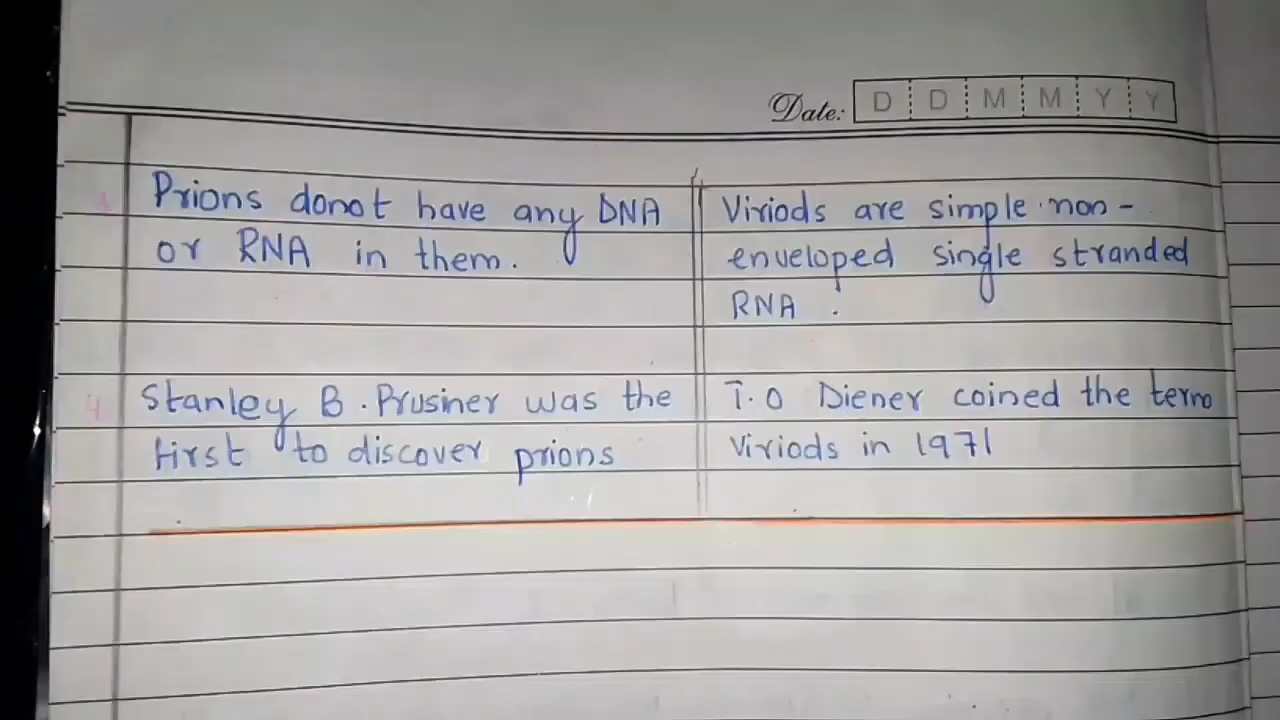 Date: D D M M Y Y
Prions donot have any DNA
or RNA in them.
Viriods are simple non-
enveloped single stranded
RNA .
4 Stanley B. Prusiner was the
first to discover prions
T.O Diener coined the term
Viriods in 1971